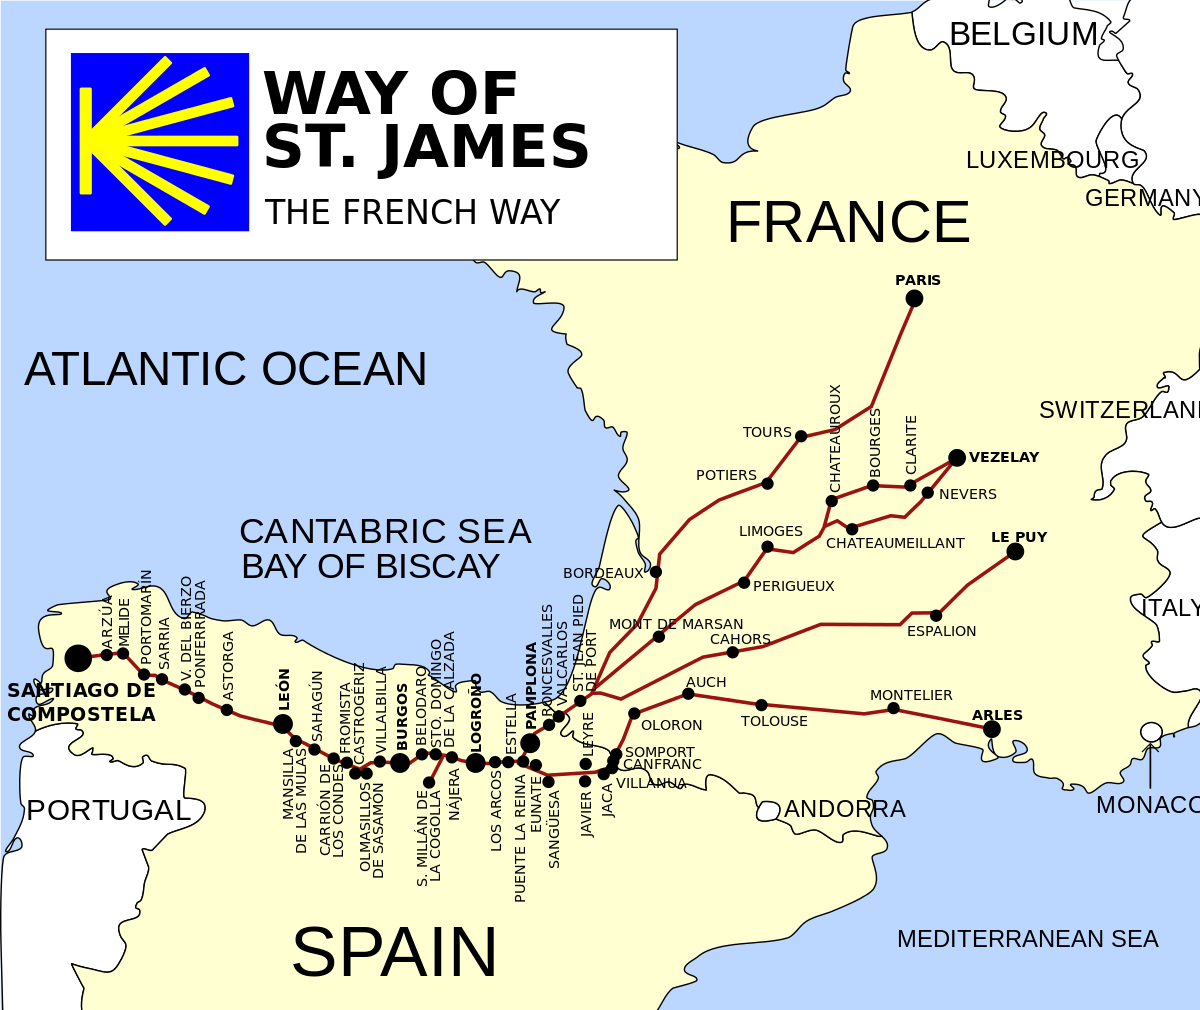 BELGIUM
WAY OF
ST. JAMES
THE FRENCH WAY
LUXEMBOURG
GERMANY
FRANCE
PARIS
ATLANTIC OCEAN
SWITZERLAN
TOURS
CHATEAUROUX
BOURGES
CLARITE
VEZELAY
POTIERS
NEVERS
CANTABRIC SEA
BAY OF BISCAY
LIMOGES
CHATEAUMEILLANT
LE PUY
BORDEAUX
PERIGUEUX
ITALY
MONT DE MARSAN
CAHORS
ESPALION
ARZÚA
MELIDE
PORTOMARIN
SARRIA
V. DEL BIERZO
PONFERRADA
ASTORGA
LEÓN
SAHAGÚN
FROMISTA
CASTROGERIZ
VILLALBILLA
BURGOS
BELODARO
STO. DOMINGO
DE LA CALZADA
LOGROÑO
ESTELLA
PAMPLONA
RONCESVALLES
VALCARLOS
ST. JEAN PIED
DE PORT
LEYRE
SANTIAGO DE
COMPOSTELA
AUCH
OLORON
TOLOUSE
MONTELIER
ARLES
SOMPORT
CANFRANC
VILLANUA
MANSILLA
DE LAS MULAS
CARRIÓN DE
LOS CONDES
OLMASILLOS
DE SASAMON
S. MILLÁN DE
LA COGOLLA
NÁJERA
LOS ARCOS
PUENTE LA REINA
EUNATE
SANGÜESA
JAVIER
JACA
PORTUGAL
ANDORRA
MONACO
SPAIN
MEDITERRANEAN SEA